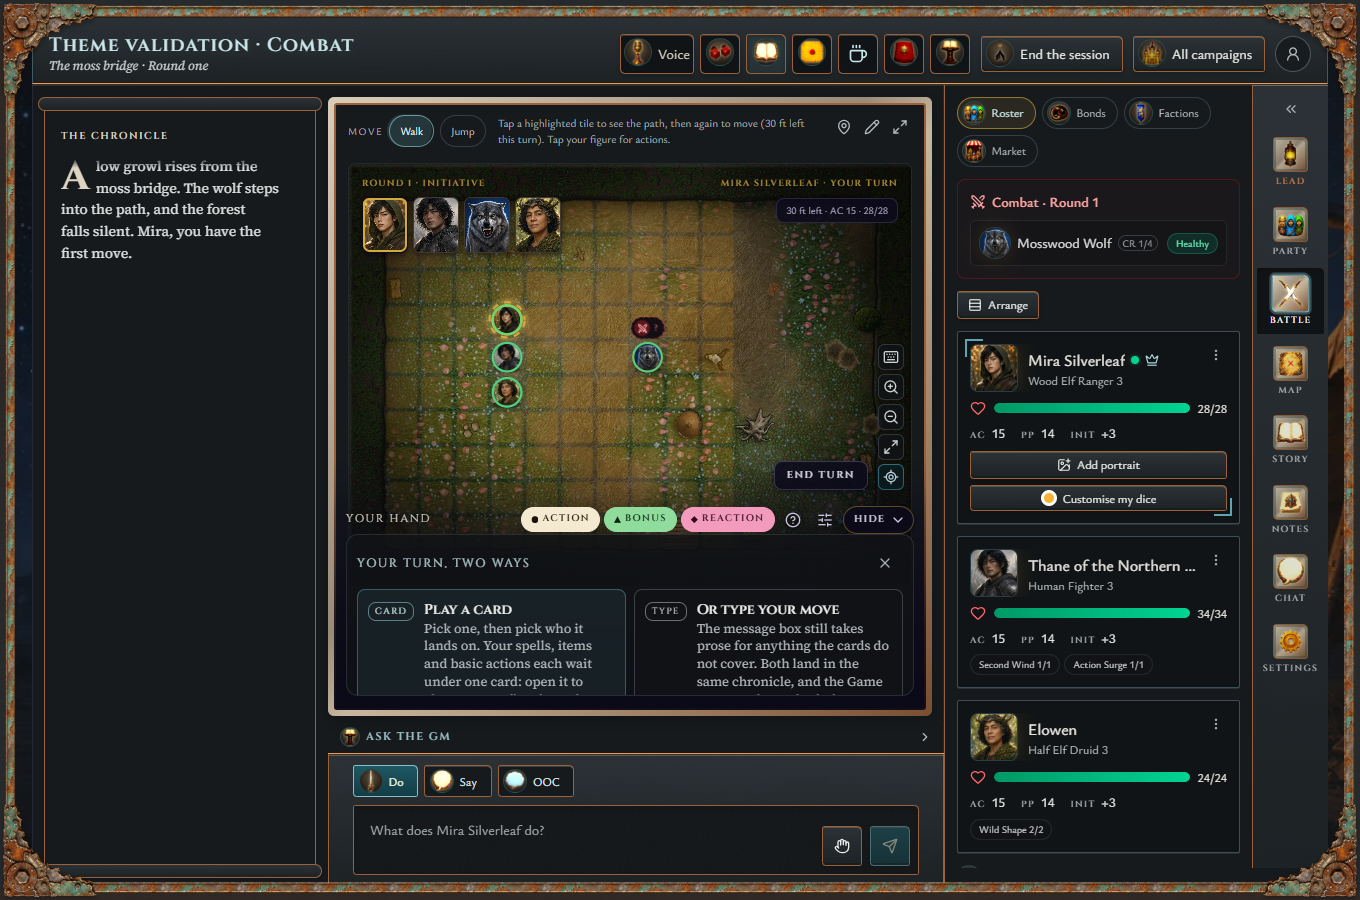 Theme validation · Combat
The moss bridge · Round one
Voice
End the session
All campaigns
THE CHRONICLE
A low growl rises from the
moss bridge. The wolf steps
into the path, and the forest
falls silent. Mira, you have the
first move.
MOVE
Walk
Jump
Tap a highlighted tile to see the path, then again to move (30 ft left
this turn). Tap your figure for actions.
ROUND 1 · INITIATIVE
MIRA SILVERLEAF · YOUR TURN
30 ft left · AC 15 · 28/28
END TURN
YOUR HAND
ACTION
BONUS
REACTION
HIDE
YOUR TURN, TWO WAYS
CARD
Play a card
Pick one, then pick who it
lands on. Your spells, items
and basic actions each wait
under one card: open it to
TYPE
Or type your move
The message box still takes
prose for anything the cards do
not cover. Both land in the
same chronicle, and the Game
ASK THE GM
Do
Say
OOC
What does Mira Silverleaf do?
Roster
Bonds
Factions
Market
Combat · Round 1
Mosswood Wolf
CR 1/4
Healthy
Arrange
Mira Silverleaf
Wood Elf Ranger 3
28/28
AC 15 PP 14 INIT +3
Add portrait
Customise my dice
Thane of the Northern ...
Human Fighter 3
34/34
AC 15 PP 14 INIT +3
Second Wind 1/1
Action Surge 1/1
Elowen
Half Elf Druid 3
24/24
AC 15 PP 14 INIT +3
Wild Shape 2/2
LEAD
PARTY
BATTLE
MAP
STORY
NOTES
CHAT
SETTINGS